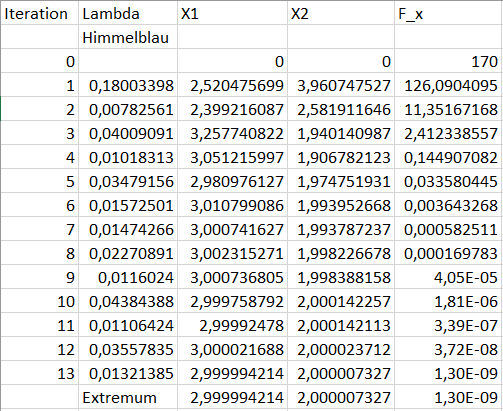 Iteration Lambda X1 X2 F_x
Himmelblau
0 0 0 170
1 0,18003398 2,520475699 3,960747527 126,0904095
2 0,00782561 2,399216087 2,581911646 11,35167168
3 0,04009091 3,257740822 1,940140987 2,412338557
4 0,01018313 3,051215997 1,906782123 0,144907082
5 0,03479156 2,980976127 1,974751931 0,033580445
6 0,01572501 3,010799086 1,993952668 0,003643268
7 0,01474266 3,000741627 1,993787237 0,000582511
8 0,02270891 3,002315271 1,998226678 0,000169783
9 0,0116024 3,000736805 1,998388158 4,05E-05
10 0,04384388 2,999758792 2,000142257 1,81E-06
11 0,01106424 2,99992478 2,000142113 3,39E-07
12 0,03557835 3,000021688 2,000023712 3,72E-08
13 0,01321385 2,999994214 2,000007327 1,30E-09
Extremum 2,999994214 2,000007327 1,30E-09